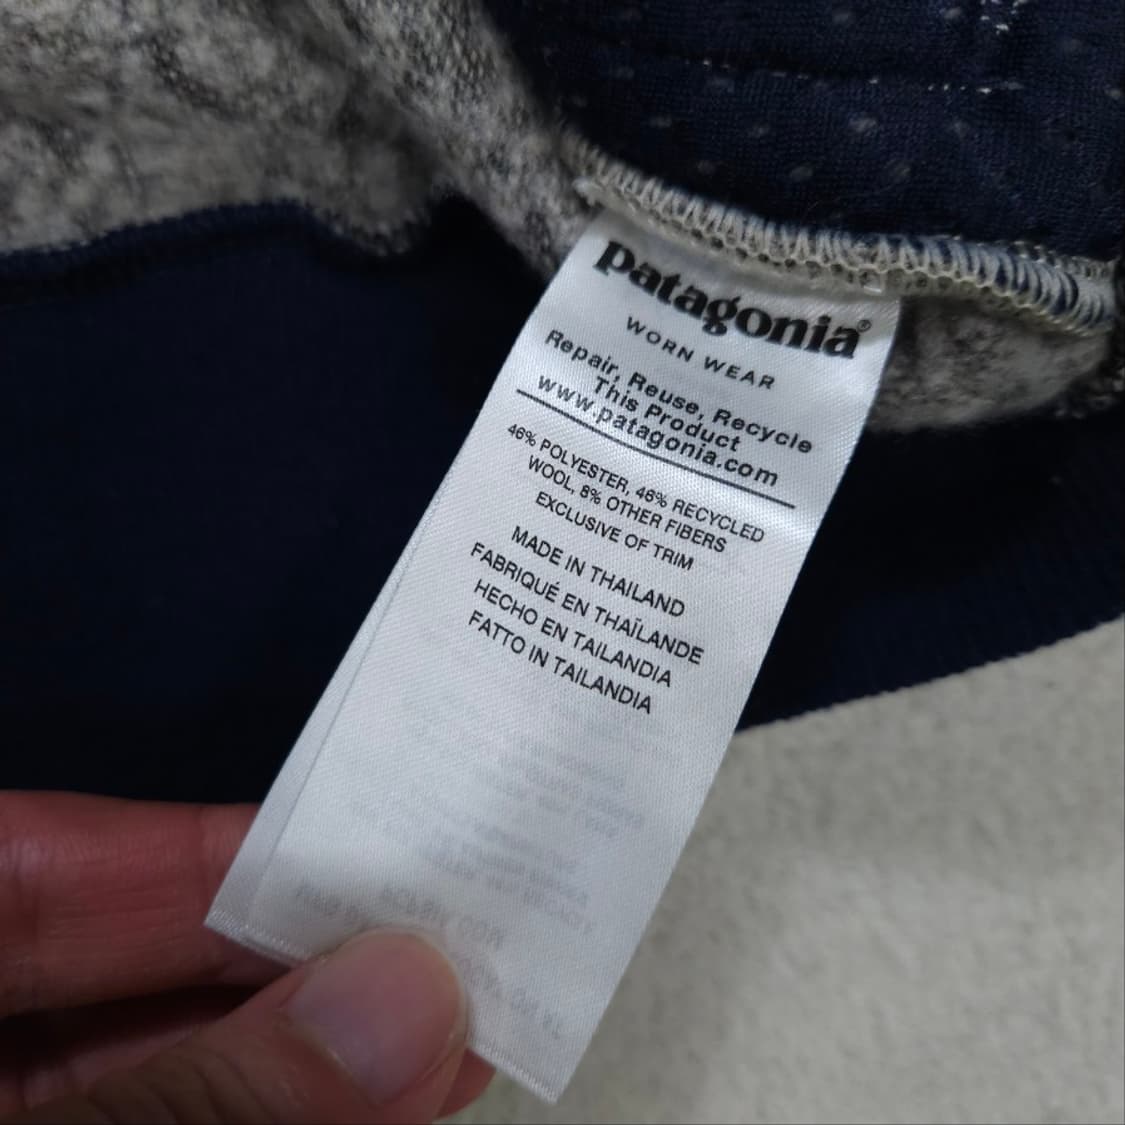 patagonia®
WORN WEAR
Repair, Reuse, Recycle
This Product
www.patagonia.com
46% POLYESTER, 46% RECYCLED
WOOL, 8% OTHER FIBERS
EXCLUSIVE OF TRIM
MADE IN THAILAND
FABRIQUÉ EN THAÏLANDE
HECHO EN TAILANDIA
FATTO IN TAILANDIA